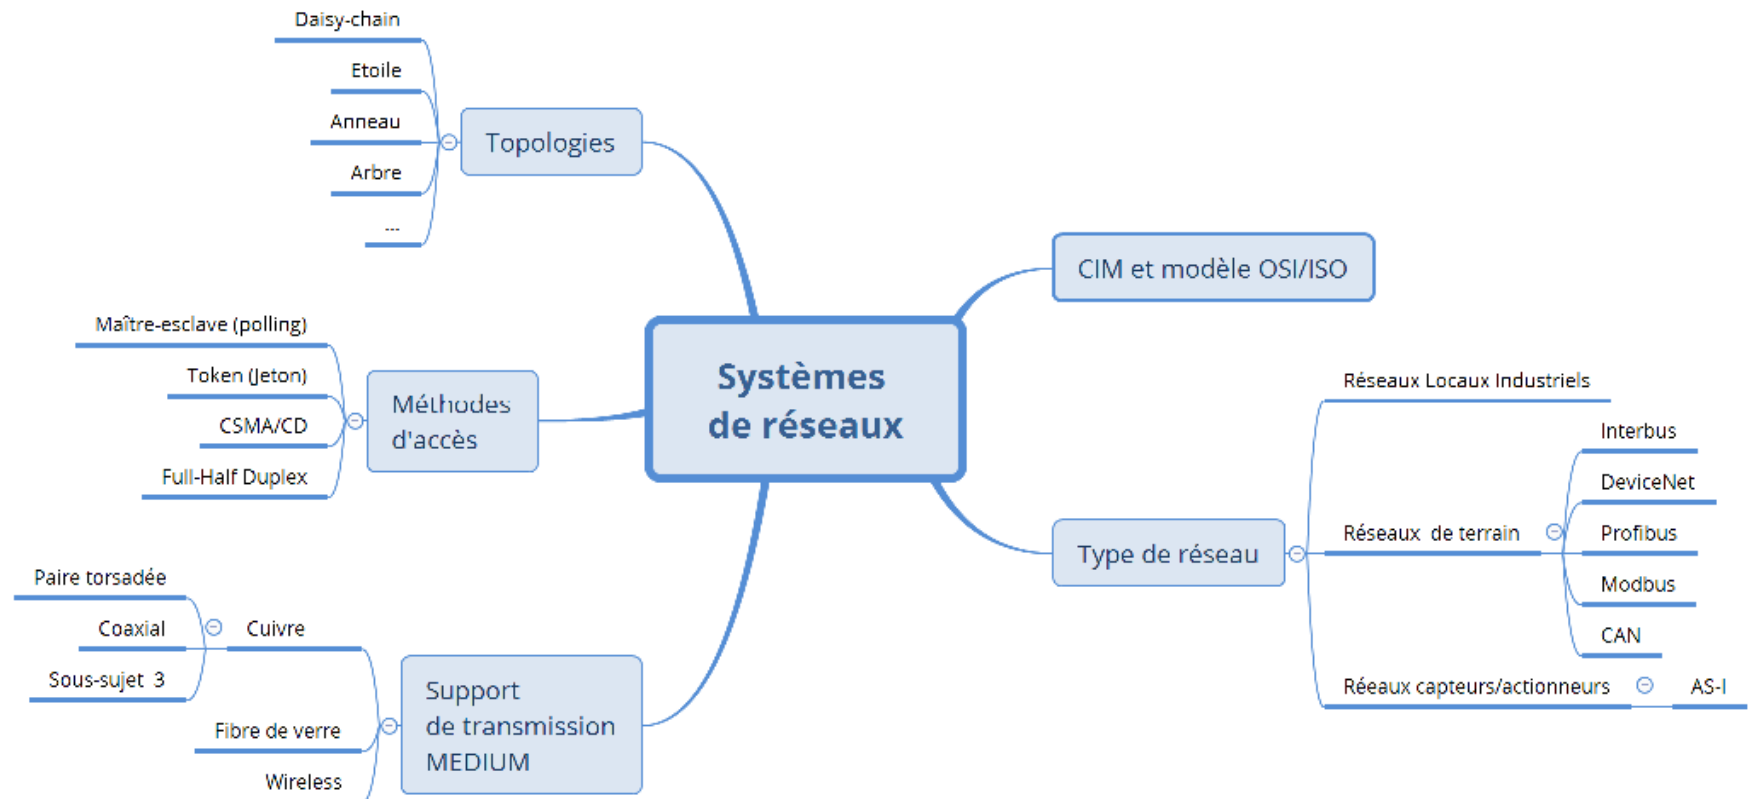 Daisy-chain
Etoile
Anneau
Arbre
...
Topologies
CIM et modèle OSI/ISO
Systèmes
de réseaux
Maître-esclave (polling)
Token (Jeton)
CSMA/CD
Full-Half Duplex
Méthodes
d'accès
Réseaux Locaux Industriels
Interbus
DeviceNet
Réseaux  de terrain
Profibus
Modbus
CAN
Type de réseau
Réeaux capteurs/actionneurs
AS-I
Paire torsadée
Coaxial
Sous-sujet  3
Cuivre
Fibre de verre
Wireless
Support
de transmission
MEDIUM